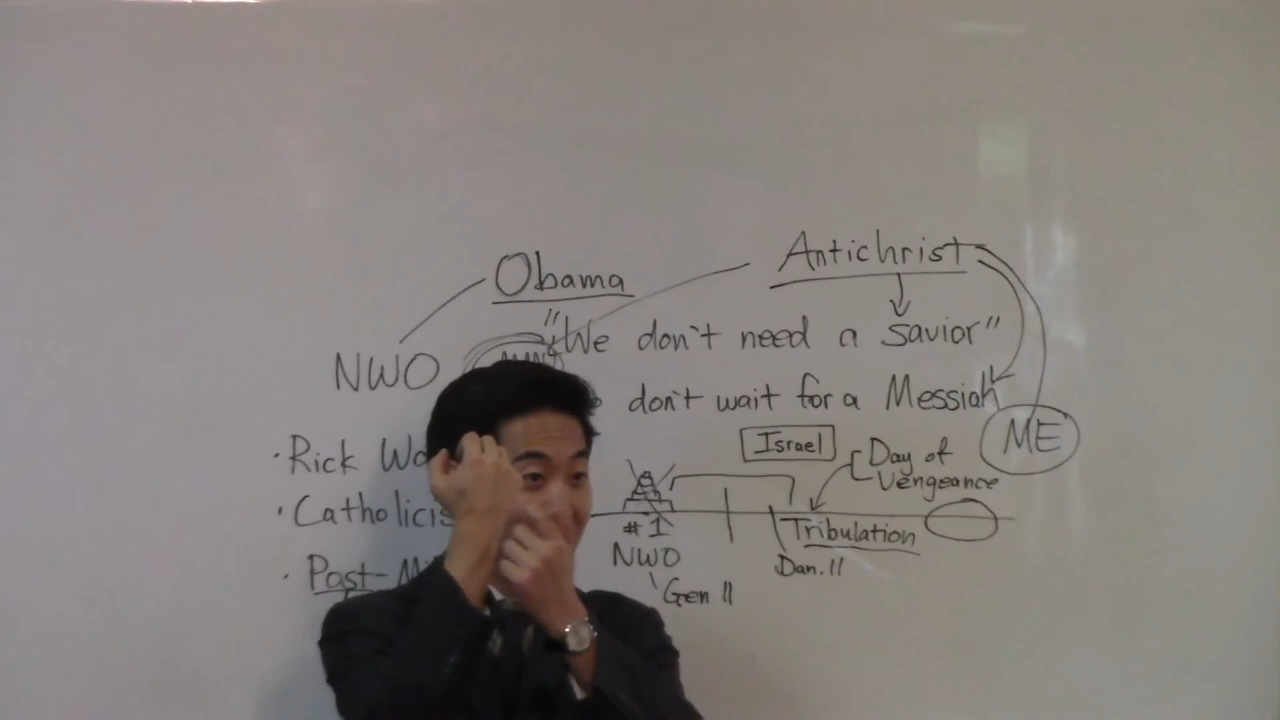 Obama
Antichrist
"We don't need a savior"
NWO
don't wait for a Messiah
ME
Israel
Day of
Vengeance
· Rick
· Catholicis
#1
NWO
Tribulation
· Post-
Dan. 11
Gen 11